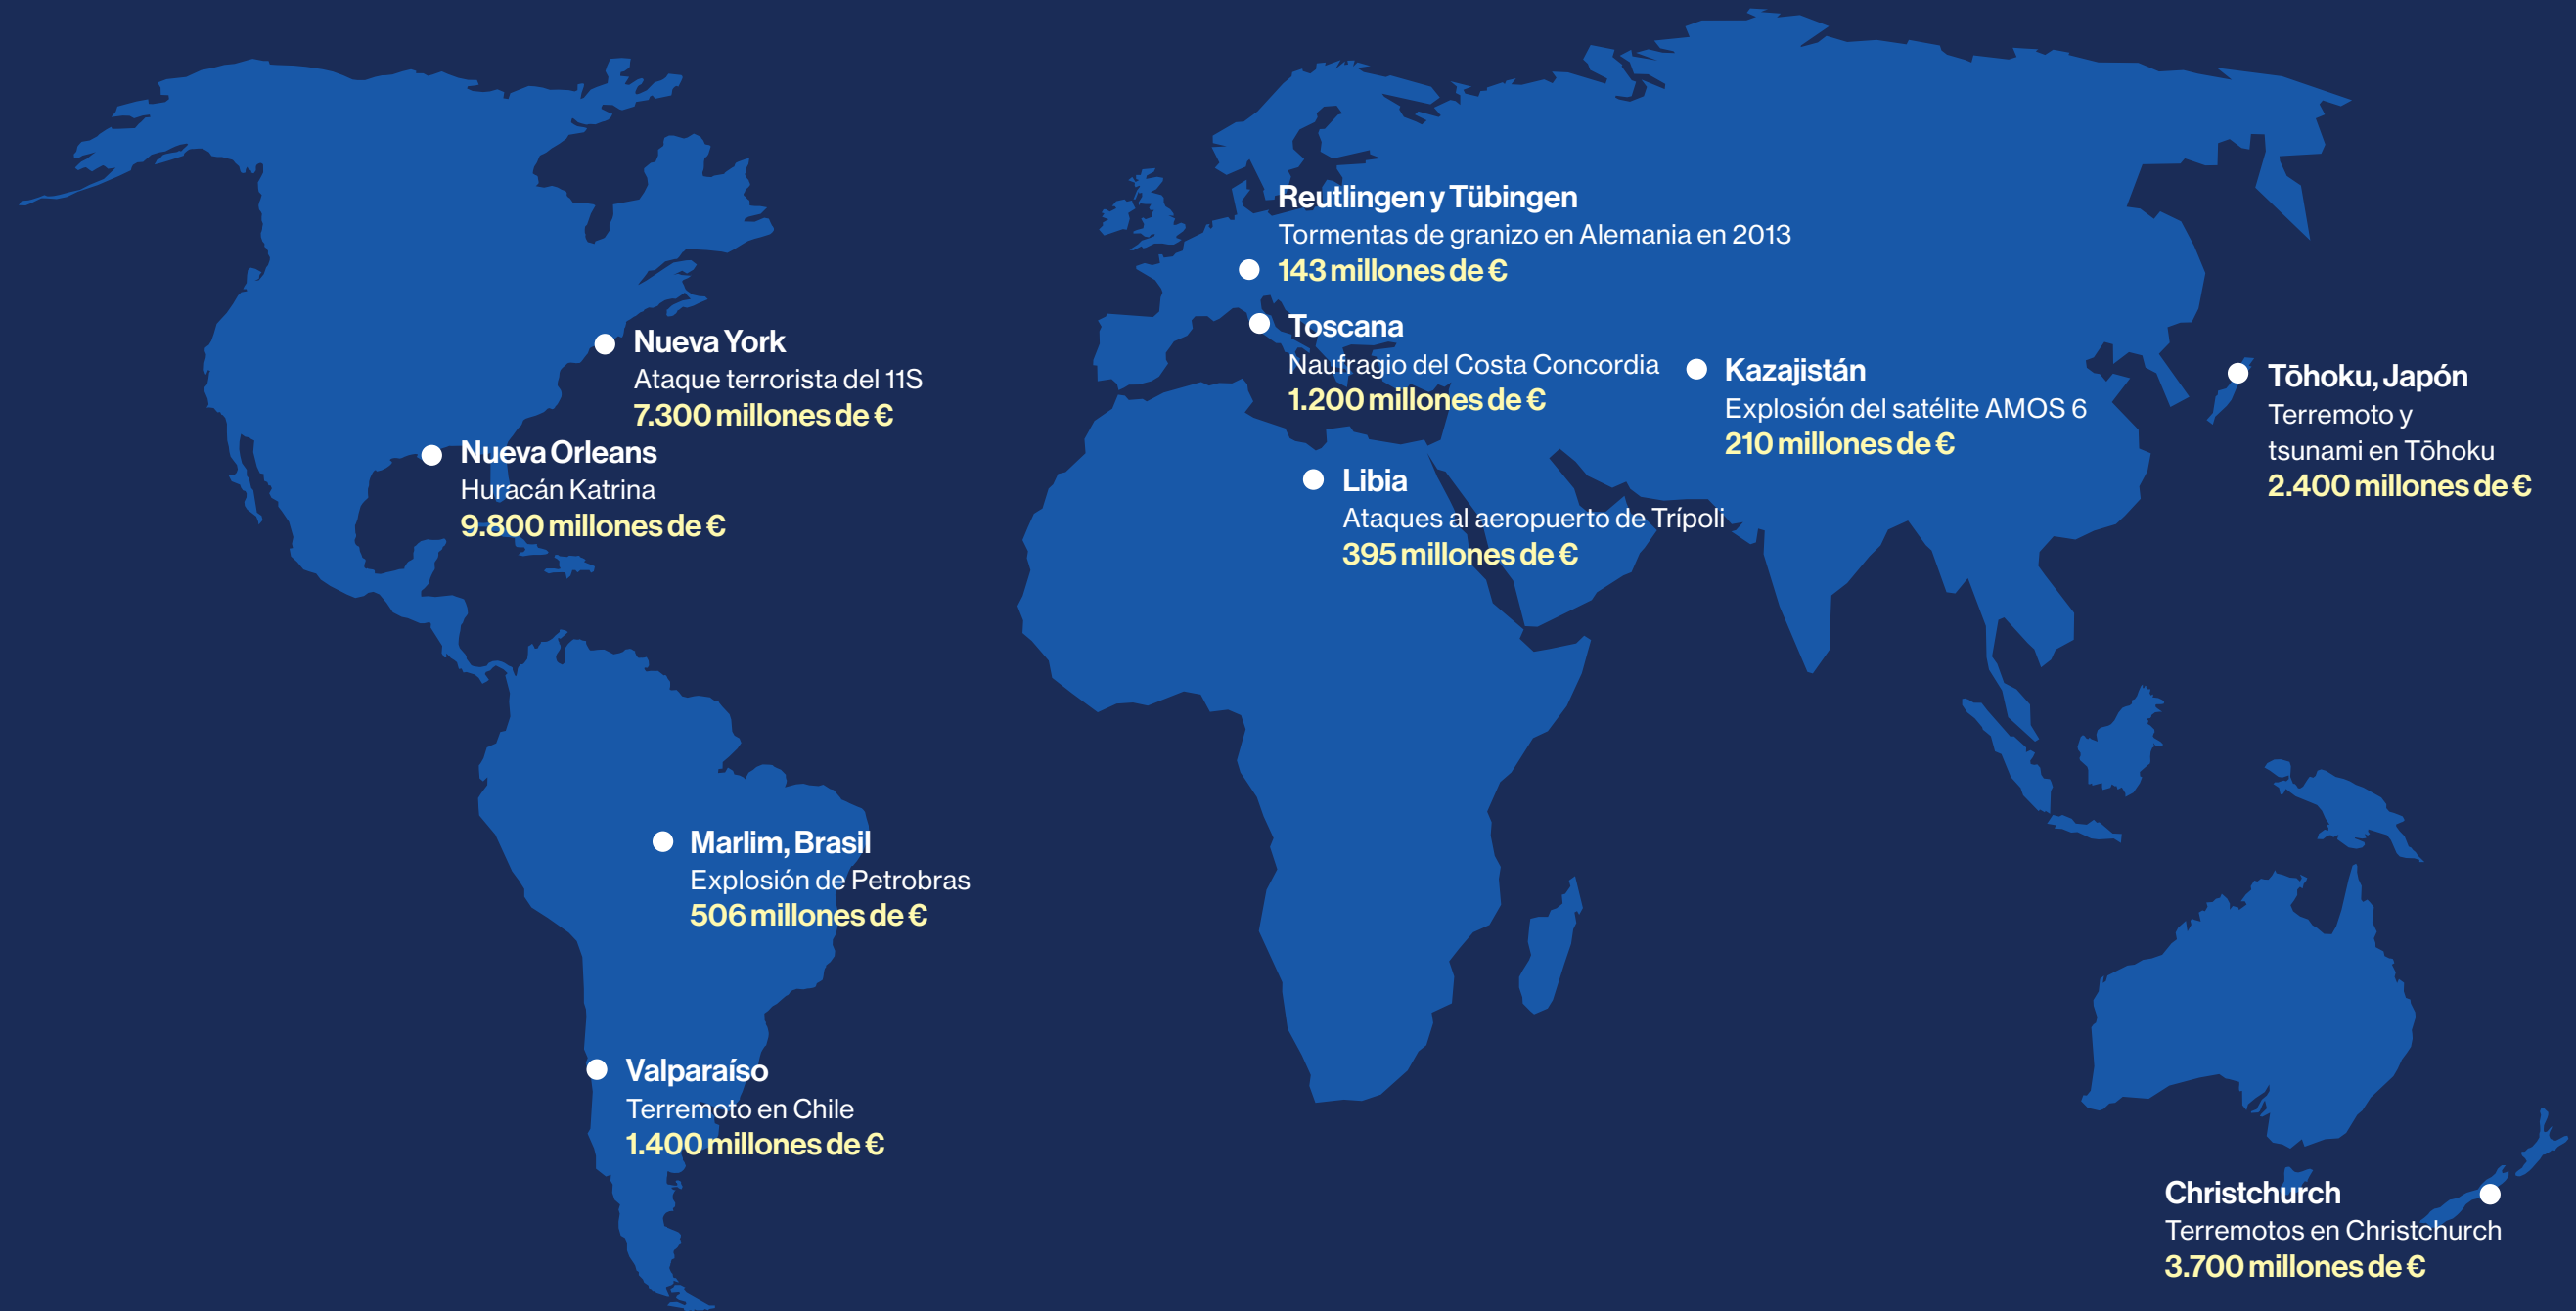 Reutlingen y Tübingen
Tormentas de granizo en Alemania en 2013
143 millones de €
Toscana
Naufragio del Costa Concordia
1.200 millones de €
Nueva York
Ataque terrorista del 11S
7.300 millones de €
Kazajistán
Explosión del satélite AMOS 6
210 millones de €
Tōhoku, Japón
Terremoto y
tsunami en Tōhoku
2.400 millones de €
Nueva Orleans
Huracán Katrina
9.800 millones de €
Libia
Ataques al aeropuerto de Trípoli
395 millones de €
Marlim, Brasil
Explosión de Petrobras
506 millones de €
Valparaíso
Terremoto en Chile
1.400 millones de €
Christchurch
Terremotos en Christchurch
3.700 millones de €